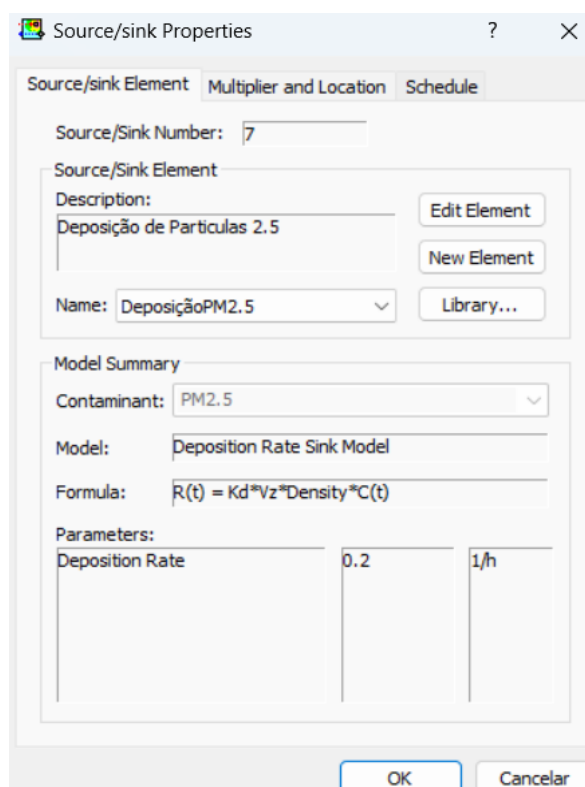 Source/sink Properties ?
Source/sink Element Multiplier and Location Schedule
Source/Sink Number: 7
Source/Sink Element
Description:
Deposição de Particulas 2.5
Edit Element
New Element
Name: DeposiçãoPM2.5 Library...
Model Summary
Contaminant: PM2.5
Model: Deposition Rate Sink Model
Formula: R(t) = Kd*Vz*Density*C(t)
Parameters:
Deposition Rate 0.2 1/h
OK Cancelar